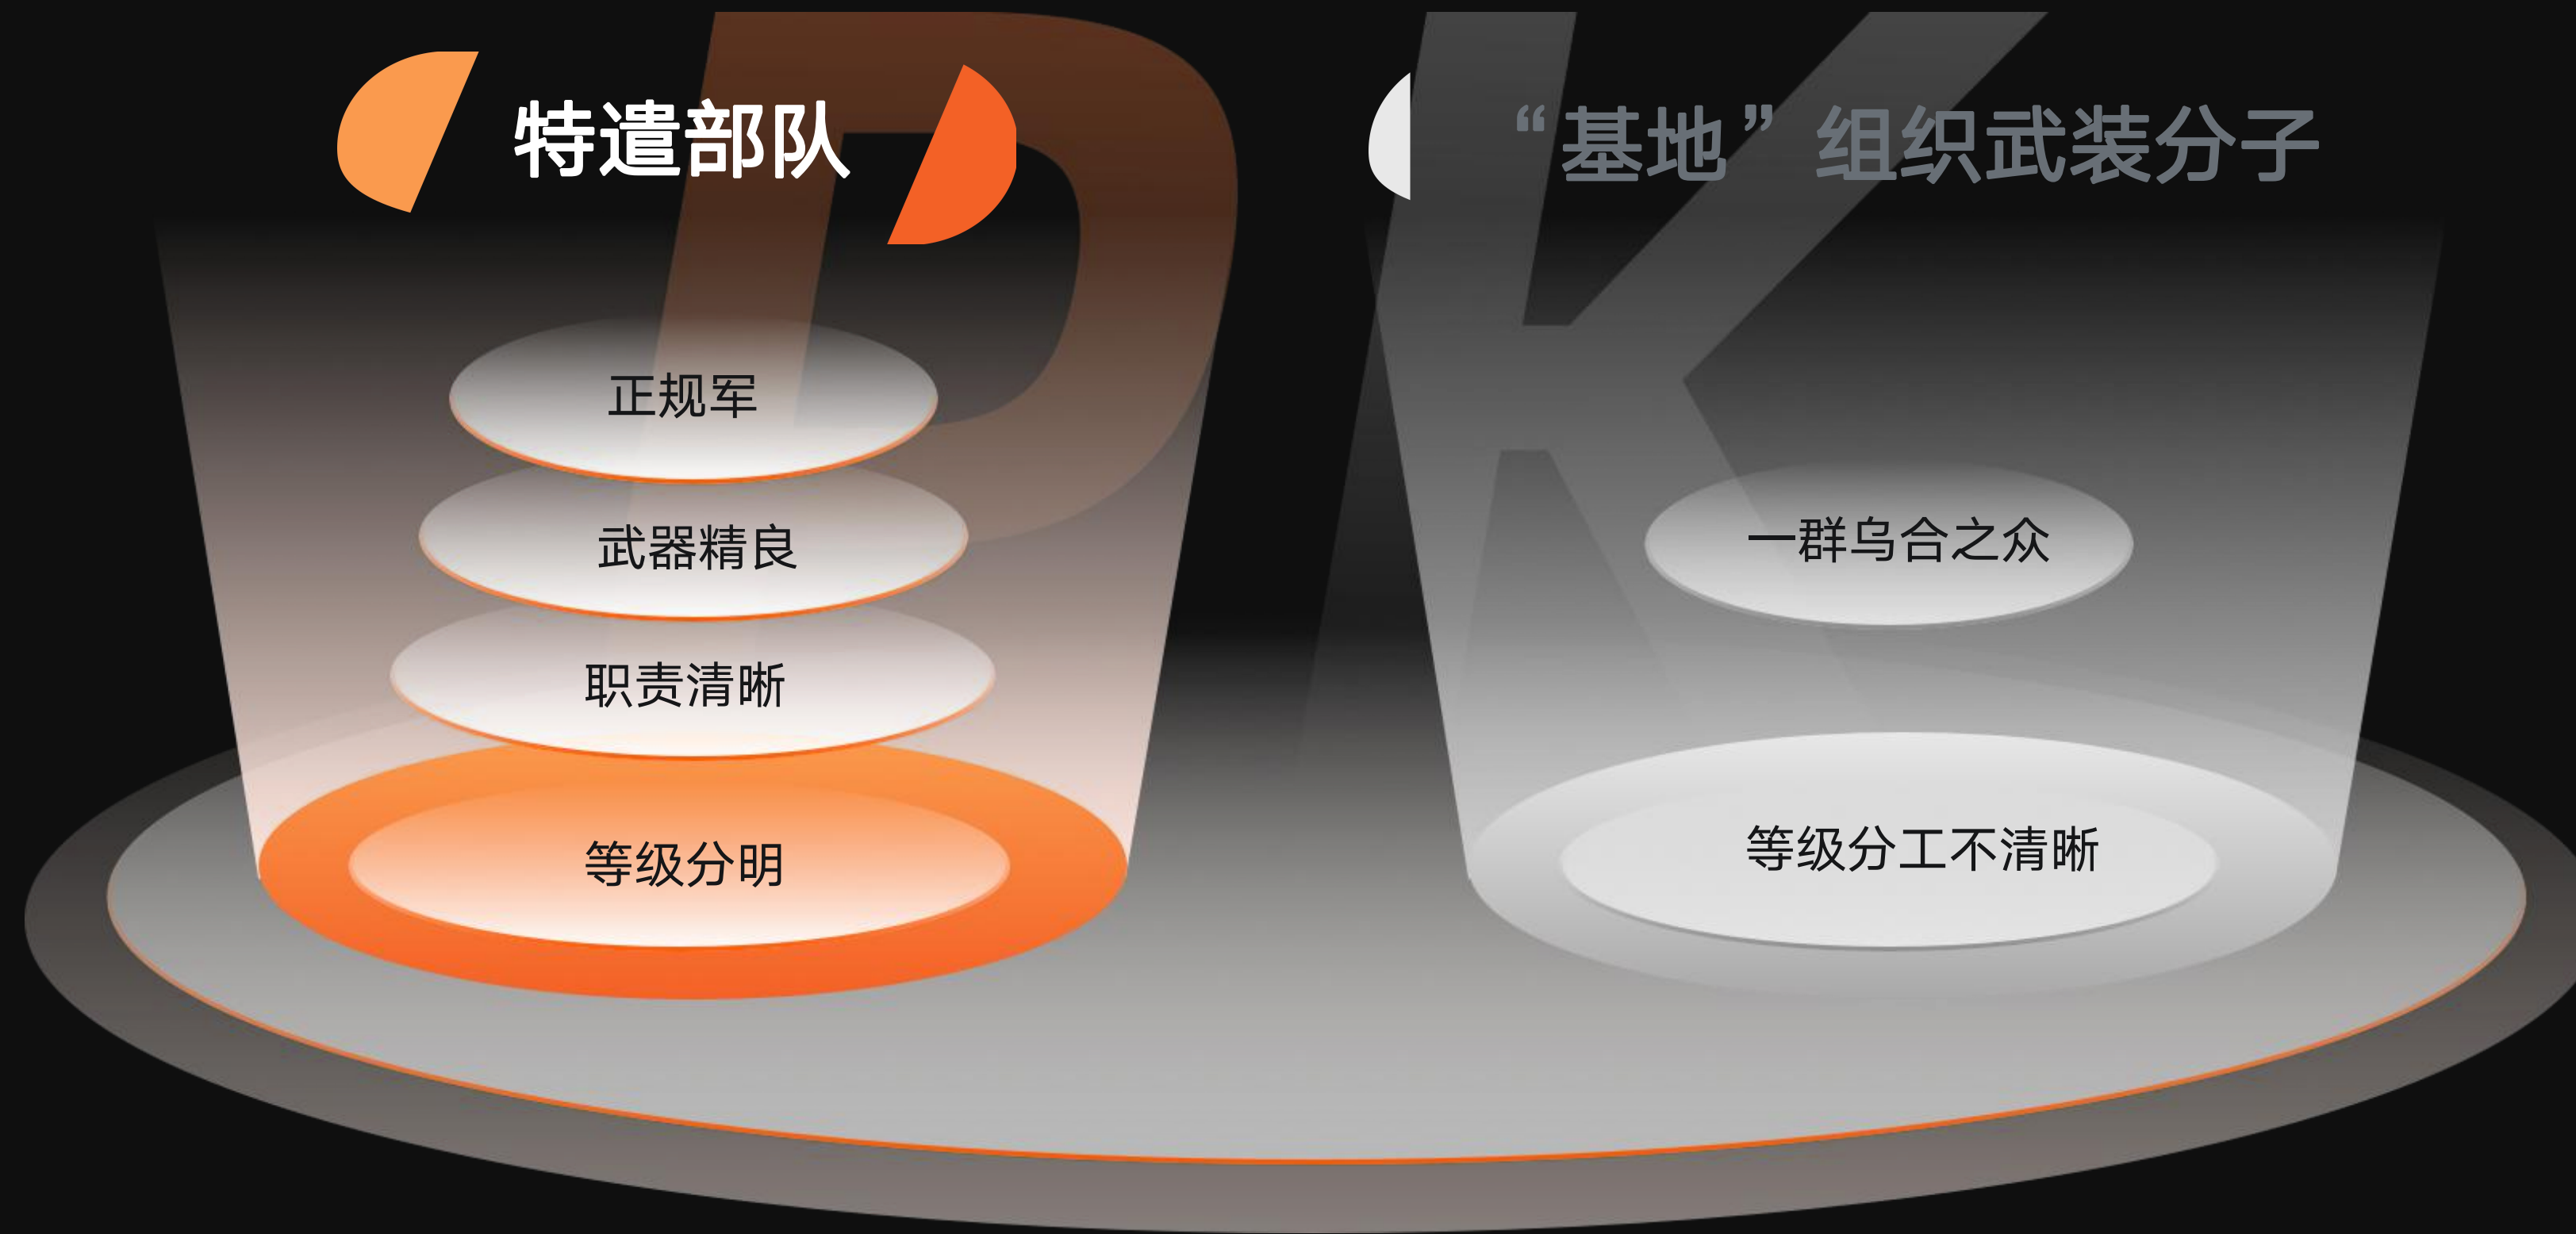 特遣部队
正规军
武器精良
职责清晰
等级分明
“基地”组织武装分子
一群乌合之众
等级分工不清晰
PK